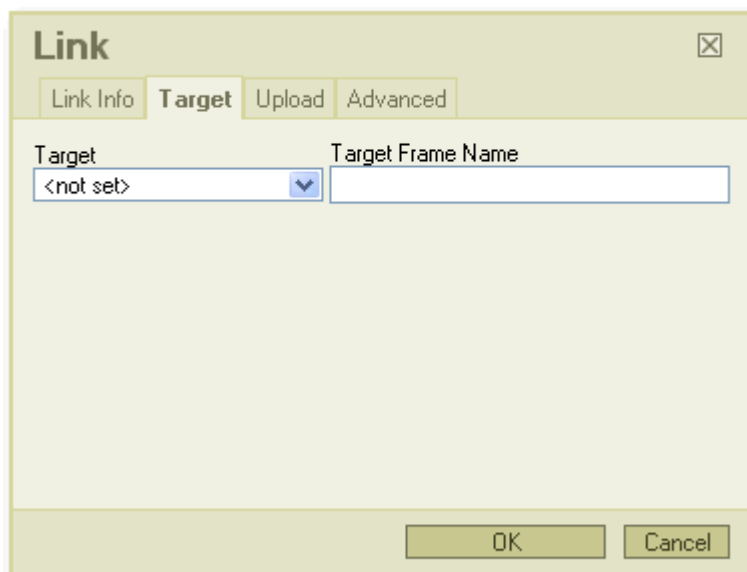 Link
Link Info Target Upload Advanced
Target Target Frame Name
<not set>
OK Cancel